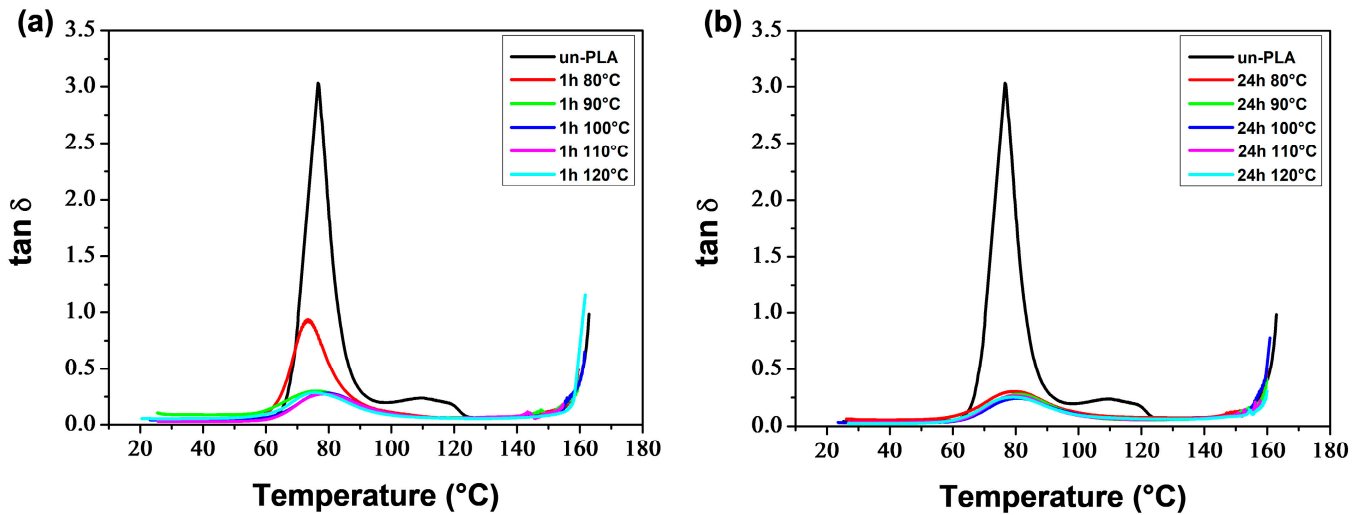 (a)
3.5
3.0
2.5
2.0
1.5
1.0
0.5
0.0
tan δ
20 40 60 80 100 120 140 160 180
Temperature (°C)
un-PLA
1h 80°C
1h 90°C
1h 100°C
1h 110°C
1h 120°C
(b)
3.5
3.0
2.5
2.0
1.5
1.0
0.5
0.0
tan δ
20 40 60 80 100 120 140 160 180
Temperature (°C)
un-PLA
24h 80°C
24h 90°C
24h 100°C
24h 110°C
24h 120°C